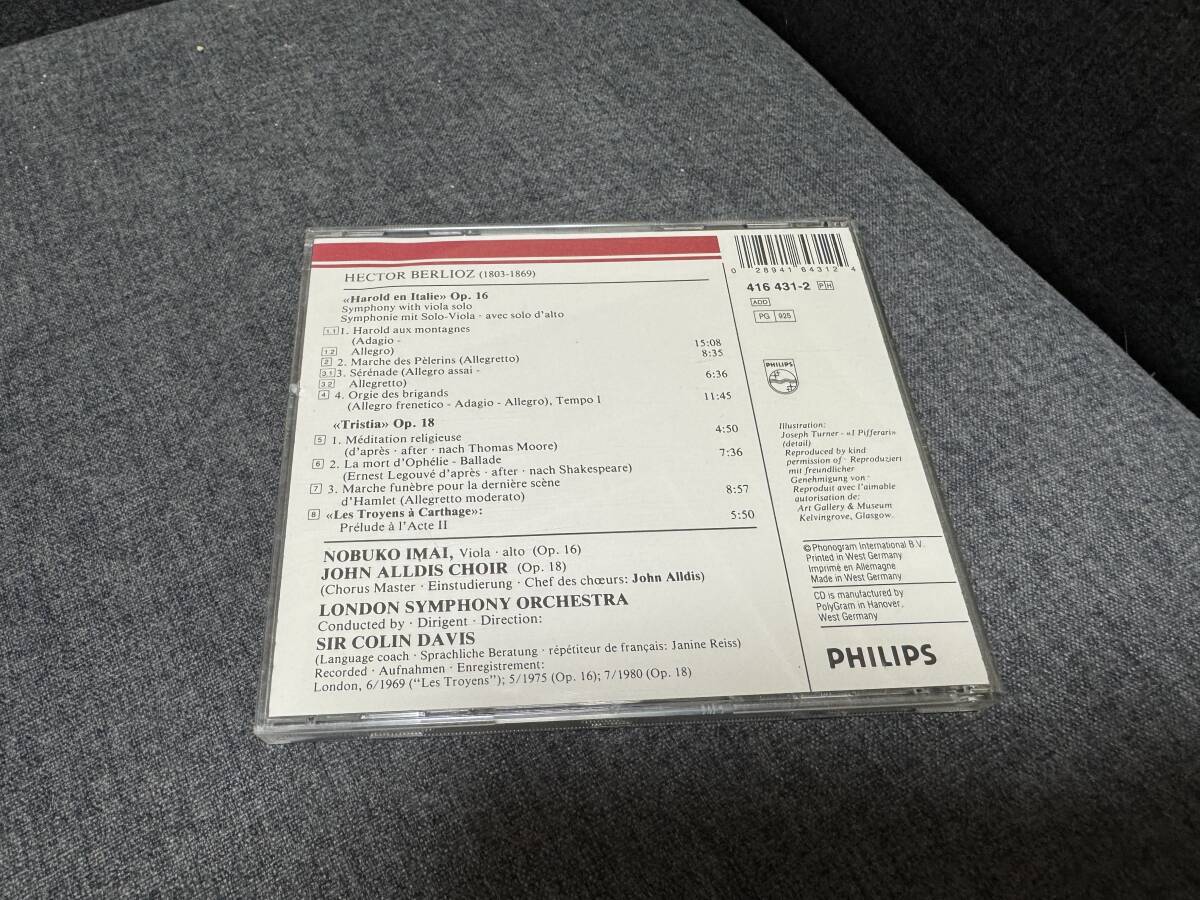 HECTOR BERLIOZ (1803-1869)
«Harold en Italie» Op. 16
Symphony with viola solo
Symphonie mit Solo-Viola · avec solo d'alto
1.1 1. Harold aux montagnes
(Adagio -
1.2 Allegro) 15:08
2 2. Marche des Pèlerins (Allegretto) 8:35
3.1 3. Sérénade (Allegro assai - 6:36
3.2 Allegretto)
4 4. Orgie des brigands 11:45
(Allegro frenetico - Adagio - Allegro), Tempo I
«Tristia» Op. 18
5 1. Méditation religieuse 4:50
(d'après · after · nach Thomas Moore)
6 2. La mort d'Ophélie - Ballade 7:36
(Ernest Legouvé d'après · after · nach Shakespeare)
7 3. Marche funèbre pour la dernière scène
d'Hamlet (Allegretto moderato) 8:57
8 «Les Troyens à Carthage»:
Prélude à l'Acte II 5:50
NOBUKO IMAI, Viola · alto (Op. 16)
JOHN ALLDIS CHOIR (Op. 18)
(Chorus Master · Einstudierung · Chef des chœurs: John Alldis)
LONDON SYMPHONY ORCHESTRA
Conducted by · Dirigent · Direction:
SIR COLIN DAVIS
(Language coach · Sprachliche Beratung · répétiteur de français: Janine Reiss)
Recorded · Aufnahmen · Enregistrement:
London, 6/1969 ("Les Troyens"); 5/1975 (Op. 16); 7/1980 (Op. 18)
0 28941 64312 4
416 431-2 PH
ADD
PG 925
PHILIPS
Illustration:
Joseph Turner - «I Pifferari»
(detail)
Reproduced by kind
permission of · Reproduziert
mit freundlicher
Genehmigung von ·
Reproduit avec l'aimable
autorisation de:
Art Gallery & Museum
Kelvingrove, Glasgow.
© Phonogram International B.V.
Printed in West Germany
Imprimé en Allemagne
Made in West Germany
CD is manufactured by
PolyGram in Hanover,
West Germany
PHILIPS